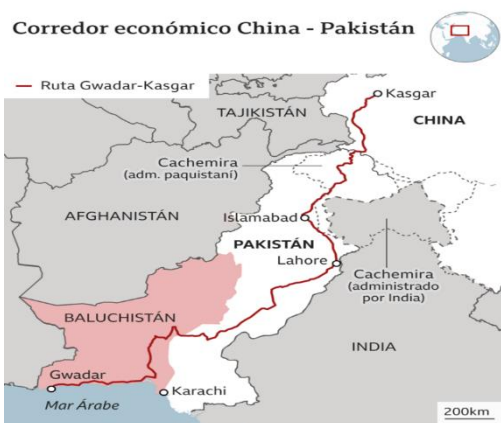 Corredor económico China - Pakistán
Ruta Gwadar-Kasgar
Kasgar
TAJIKISTÁN
CHINA
Cachemira
(adm. paquistaní)
AFGHANISTÁN
Islamabad
PAKISTÁN
Lahore
Cachemira
(administrado
por India)
BALUCHISTÁN
INDIA
Gwadar
Karachi
Mar Árabe
200km